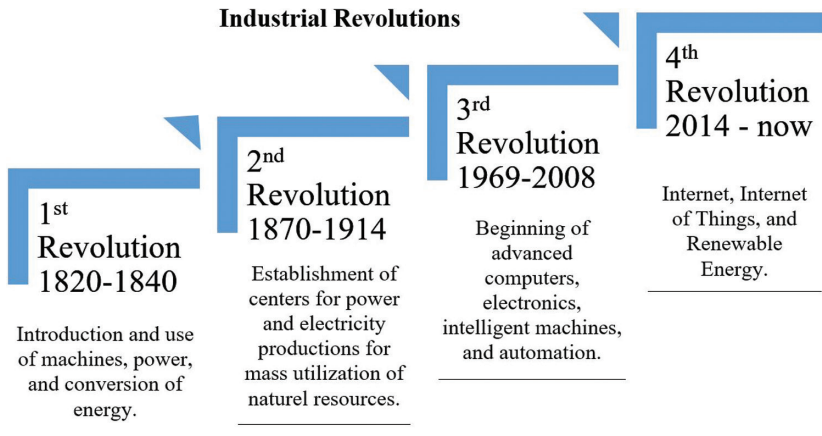 Industrial Revolutions
1st
Revolution
1820-1840
Introduction and use
of machines, power,
and conversion of
energy.
2nd
Revolution
1870-1914
Establishment of
centers for power
and electricity
productions for
mass utilization of
naturel resources.
3rd
Revolution
1969-2008
Beginning of
advanced
computers,
electronics,
intelligent machines,
and automation.
4th
Revolution
2014 - now
Internet, Internet
of Things, and
Renewable
Energy.